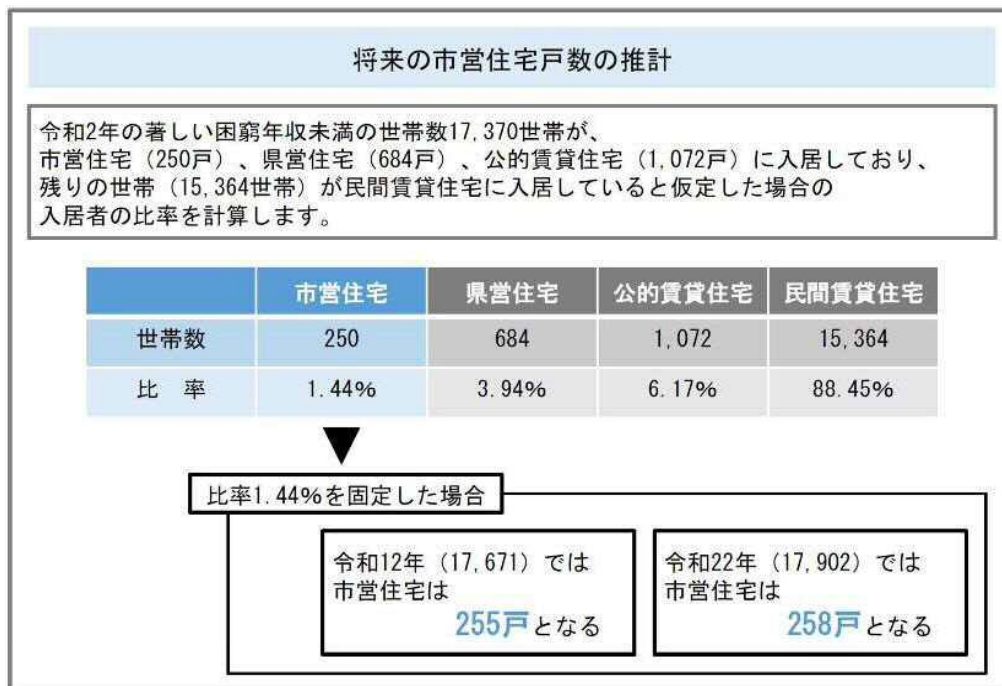 将来の市営住宅戸数の推計
令和2年の著しい困窮年収未満の世帯数17,370世帯が、
市営住宅（250戸）、県営住宅（684戸）、公的賃貸住宅（1,072戸）に入居しており、
残りの世帯（15,364世帯）が民間賃貸住宅に入居していると仮定した場合の
入居者の比率を計算します。
市営住宅 県営住宅 公的賃貸住宅 民間賃貸住宅
世帯数 250 684 1,072 15,364
比　率 1.44% 3.94% 6.17% 88.45%
比率1.44%を固定した場合
令和12年（17,671）では
市営住宅は
255戸となる
令和22年（17,902）では
市営住宅は
258戸となる